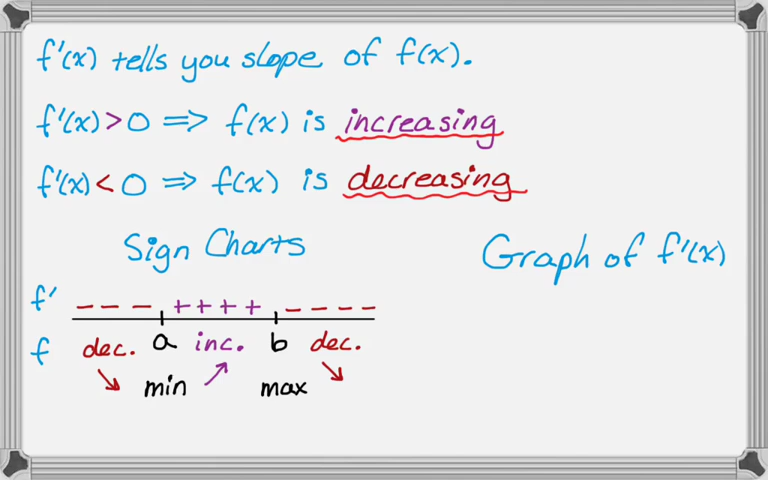 f'(x) tells you slope of f(x).
f'(x) > 0 ⇒ f(x) is increasing
f'(x) < 0 ⇒ f(x) is decreasing
Sign Charts
Graph of f'(x)
f' − − − + + + + − − − −
f dec. a inc. b dec.
↘ min ↗ max ↘